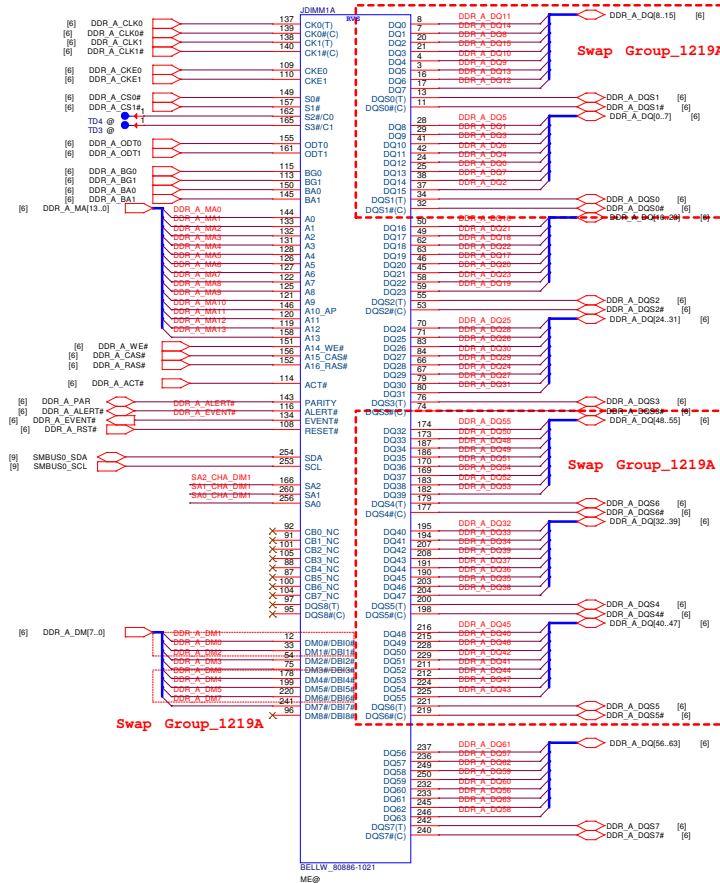 JDIMM1A
RVS
[6] DDR_A_CLK0 137 CK0(T)
[6] DDR_A_CLK0# 139 CK0#(C)
[6] DDR_A_CLK1 138 CK1(T)
[6] DDR_A_CLK1# 140 CK1#(C)
[6] DDR_A_CKE0 109 CKE0
[6] DDR_A_CKE1 110 CKE1
[6] DDR_A_CS0# 149 S0#
[6] DDR_A_CS1# 157 S1#
TD4 @ 1 162 S2#/C0
TD3 @ 1 165 S3#/C1
[6] DDR_A_ODT0 155 ODT0
[6] DDR_A_ODT1 161 ODT1
[6] DDR_A_BG0 115 BG0
[6] DDR_A_BG1 113 BG1
[6] DDR_A_BA0 150 BA0
[6] DDR_A_BA1 145 BA1
[6] DDR_A_MA[13..0]
DDR_A_MA0 144 A0
DDR_A_MA1 133 A1
DDR_A_MA2 132 A2
DDR_A_MA3 131 A3
DDR_A_MA4 128 A4
DDR_A_MA5 126 A5
DDR_A_MA6 127 A6
DDR_A_MA7 122 A7
DDR_A_MA8 125 A8
DDR_A_MA9 121 A9
DDR_A_MA10 146 A10_AP
DDR_A_MA11 120 A11
DDR_A_MA12 119 A12
DDR_A_MA13 158 A13
[6] DDR_A_WE# 151 A14_WE#
[6] DDR_A_CAS# 156 A15_CAS#
[6] DDR_A_RAS# 152 A16_RAS#
[6] DDR_A_ACT# 114 ACT#
[6] DDR_A_PAR 143 PARITY
[6] DDR_A_ALERT# DDR_A_ALERT# 116 ALERT#
[6] DDR_A_EVENT# DDR_A_EVENT# 134 EVENT#
[6] DDR_A_RST# 108 RESET#
[9] SMBUS0_SDA 254 SDA
[9] SMBUS0_SCL 253 SCL
SA2_CHA_DIM1 166 SA2
SA1_CHA_DIM1 260 SA1
SA0_CHA_DIM1 256 SA0
92 CB0_NC
91 CB1_NC
101 CB2_NC
105 CB3_NC
88 CB4_NC
87 CB5_NC
100 CB6_NC
104 CB7_NC
97 DQS8(T)
95 DQS8#(C)
[6] DDR_A_DM[7..0]
DDR_A_DM1 12 DM0#/DBI0#
DDR_A_DM0 33 DM1#/DBI1#
DDR_A_DM2 54 DM2#/DBI2#
DDR_A_DM3 75 DM3#/DBI3#
DDR_A_DM6 178 DM4#/DBI4#
DDR_A_DM4 199 DM5#/DBI5#
DDR_A_DM5 220 DM6#/DBI6#
DDR_A_DM7 241 DM7#/DBI7#
96 DM8#/DBI8#
Swap Group_1219A
DQ0 8 DDR_A_DQ11
DDR_A_DQ[8..15] [6]
DQ1 7 DDR_A_DQ14
DQ2 20 DDR_A_DQ8
DQ3 21 DDR_A_DQ15
DQ4 4 DDR_A_DQ10
DQ5 3 DDR_A_DQ9
DQ6 16 DDR_A_DQ13
DQ7 17 DDR_A_DQ12
DQS0(T) 13 DDR_A_DQS1 [6]
DQS0#(C) 11 DDR_A_DQS1# [6]
Swap Group_1219A
DQ8 28 DDR_A_DQ5
DDR_A_DQ[0..7] [6]
DQ9 29 DDR_A_DQ1
DQ10 41 DDR_A_DQ3
DQ11 42 DDR_A_DQ6
DQ12 24 DDR_A_DQ4
DQ13 25 DDR_A_DQ0
DQ14 38 DDR_A_DQ7
DQ15 37 DDR_A_DQ2
DQS1(T) 34 DDR_A_DQS0 [6]
DQS1#(C) 32 DDR_A_DQS0# [6]
DQ16 50
DQ17 49 DDR_A_DQ21
DQ18 62 DDR_A_DQ18
DQ19 63 DDR_A_DQ22
DQ20 46 DDR_A_DQ17
DQ21 45 DDR_A_DQ20
DQ22 58 DDR_A_DQ23
DQ23 59 DDR_A_DQ19
DQS2(T) 55 DDR_A_DQS2 [6]
DQS2#(C) 53 DDR_A_DQS2# [6]
DQ24 70 DDR_A_DQ25
DDR_A_DQ[24..31] [6]
DQ25 71 DDR_A_DQ28
DQ26 83 DDR_A_DQ26
DQ27 84 DDR_A_DQ30
DQ28 66 DDR_A_DQ29
DQ29 67 DDR_A_DQ24
DQ30 79 DDR_A_DQ27
DQ31 80 DDR_A_DQ31
DQS3(T) 76 DDR_A_DQS3 [6]
DQS3#(C) 74 DDR_A_DQS3# [6]
DQ32 174 DDR_A_DQ55
DDR_A_DQ[48..55] [6]
DQ33 173 DDR_A_DQ50
DQ34 187 DDR_A_DQ48
DQ35 186 DDR_A_DQ49
DQ36 170 DDR_A_DQ51
DQ37 169 DDR_A_DQ54
DQ38 183 DDR_A_DQ52
DQ39 182 DDR_A_DQ53
DQS4(T) 179 DDR_A_DQS6 [6]
DQS4#(C) 177 DDR_A_DQS6# [6]
Swap Group_1219A
DQ40 195 DDR_A_DQ32
DDR_A_DQ[32..39] [6]
DQ41 194 DDR_A_DQ33
DQ42 207 DDR_A_DQ34
DQ43 208 DDR_A_DQ39
DQ44 191 DDR_A_DQ37
DQ45 190 DDR_A_DQ36
DQ46 203 DDR_A_DQ35
DQ47 204 DDR_A_DQ38
DQS5(T) 200 DDR_A_DQS4 [6]
DQS5#(C) 198 DDR_A_DQS4# [6]
DQ48 216 DDR_A_DQ45
DDR_A_DQ[40..47] [6]
DQ49 215 DDR_A_DQ40
DQ50 228 DDR_A_DQ46
DQ51 229 DDR_A_DQ42
DQ52 211 DDR_A_DQ41
DQ53 212 DDR_A_DQ44
DQ54 224 DDR_A_DQ47
DQ55 225 DDR_A_DQ43
DQS6(T) 221 DDR_A_DQS5 [6]
DQS6#(C) 219 DDR_A_DQS5# [6]
DQ56 237 DDR_A_DQ61
DDR_A_DQ[56..63] [6]
DQ57 236 DDR_A_DQ57
DQ58 249 DDR_A_DQ62
DQ59 250 DDR_A_DQ59
DQ60 232 DDR_A_DQ60
DQ61 233 DDR_A_DQ56
DQ62 245 DDR_A_DQ63
DQ63 246 DDR_A_DQ58
DQS7(T) 242 DDR_A_DQS7 [6]
DQS7#(C) 240 DDR_A_DQS7# [6]
BELLW_80886-1021
ME@